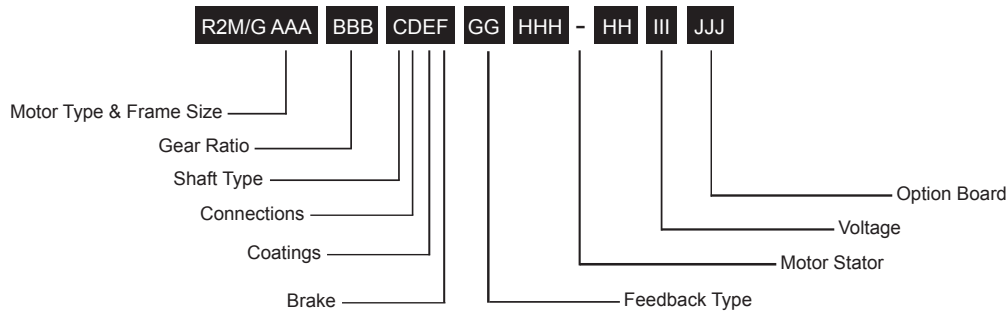 R2M/G AAA BBB CDEF GG HHH - HH III JJJ
Motor Type & Frame Size
Gear Ratio
Shaft Type
Option Board
Connections
Voltage
Coatings
Motor Stator
Brake
Feedback Type